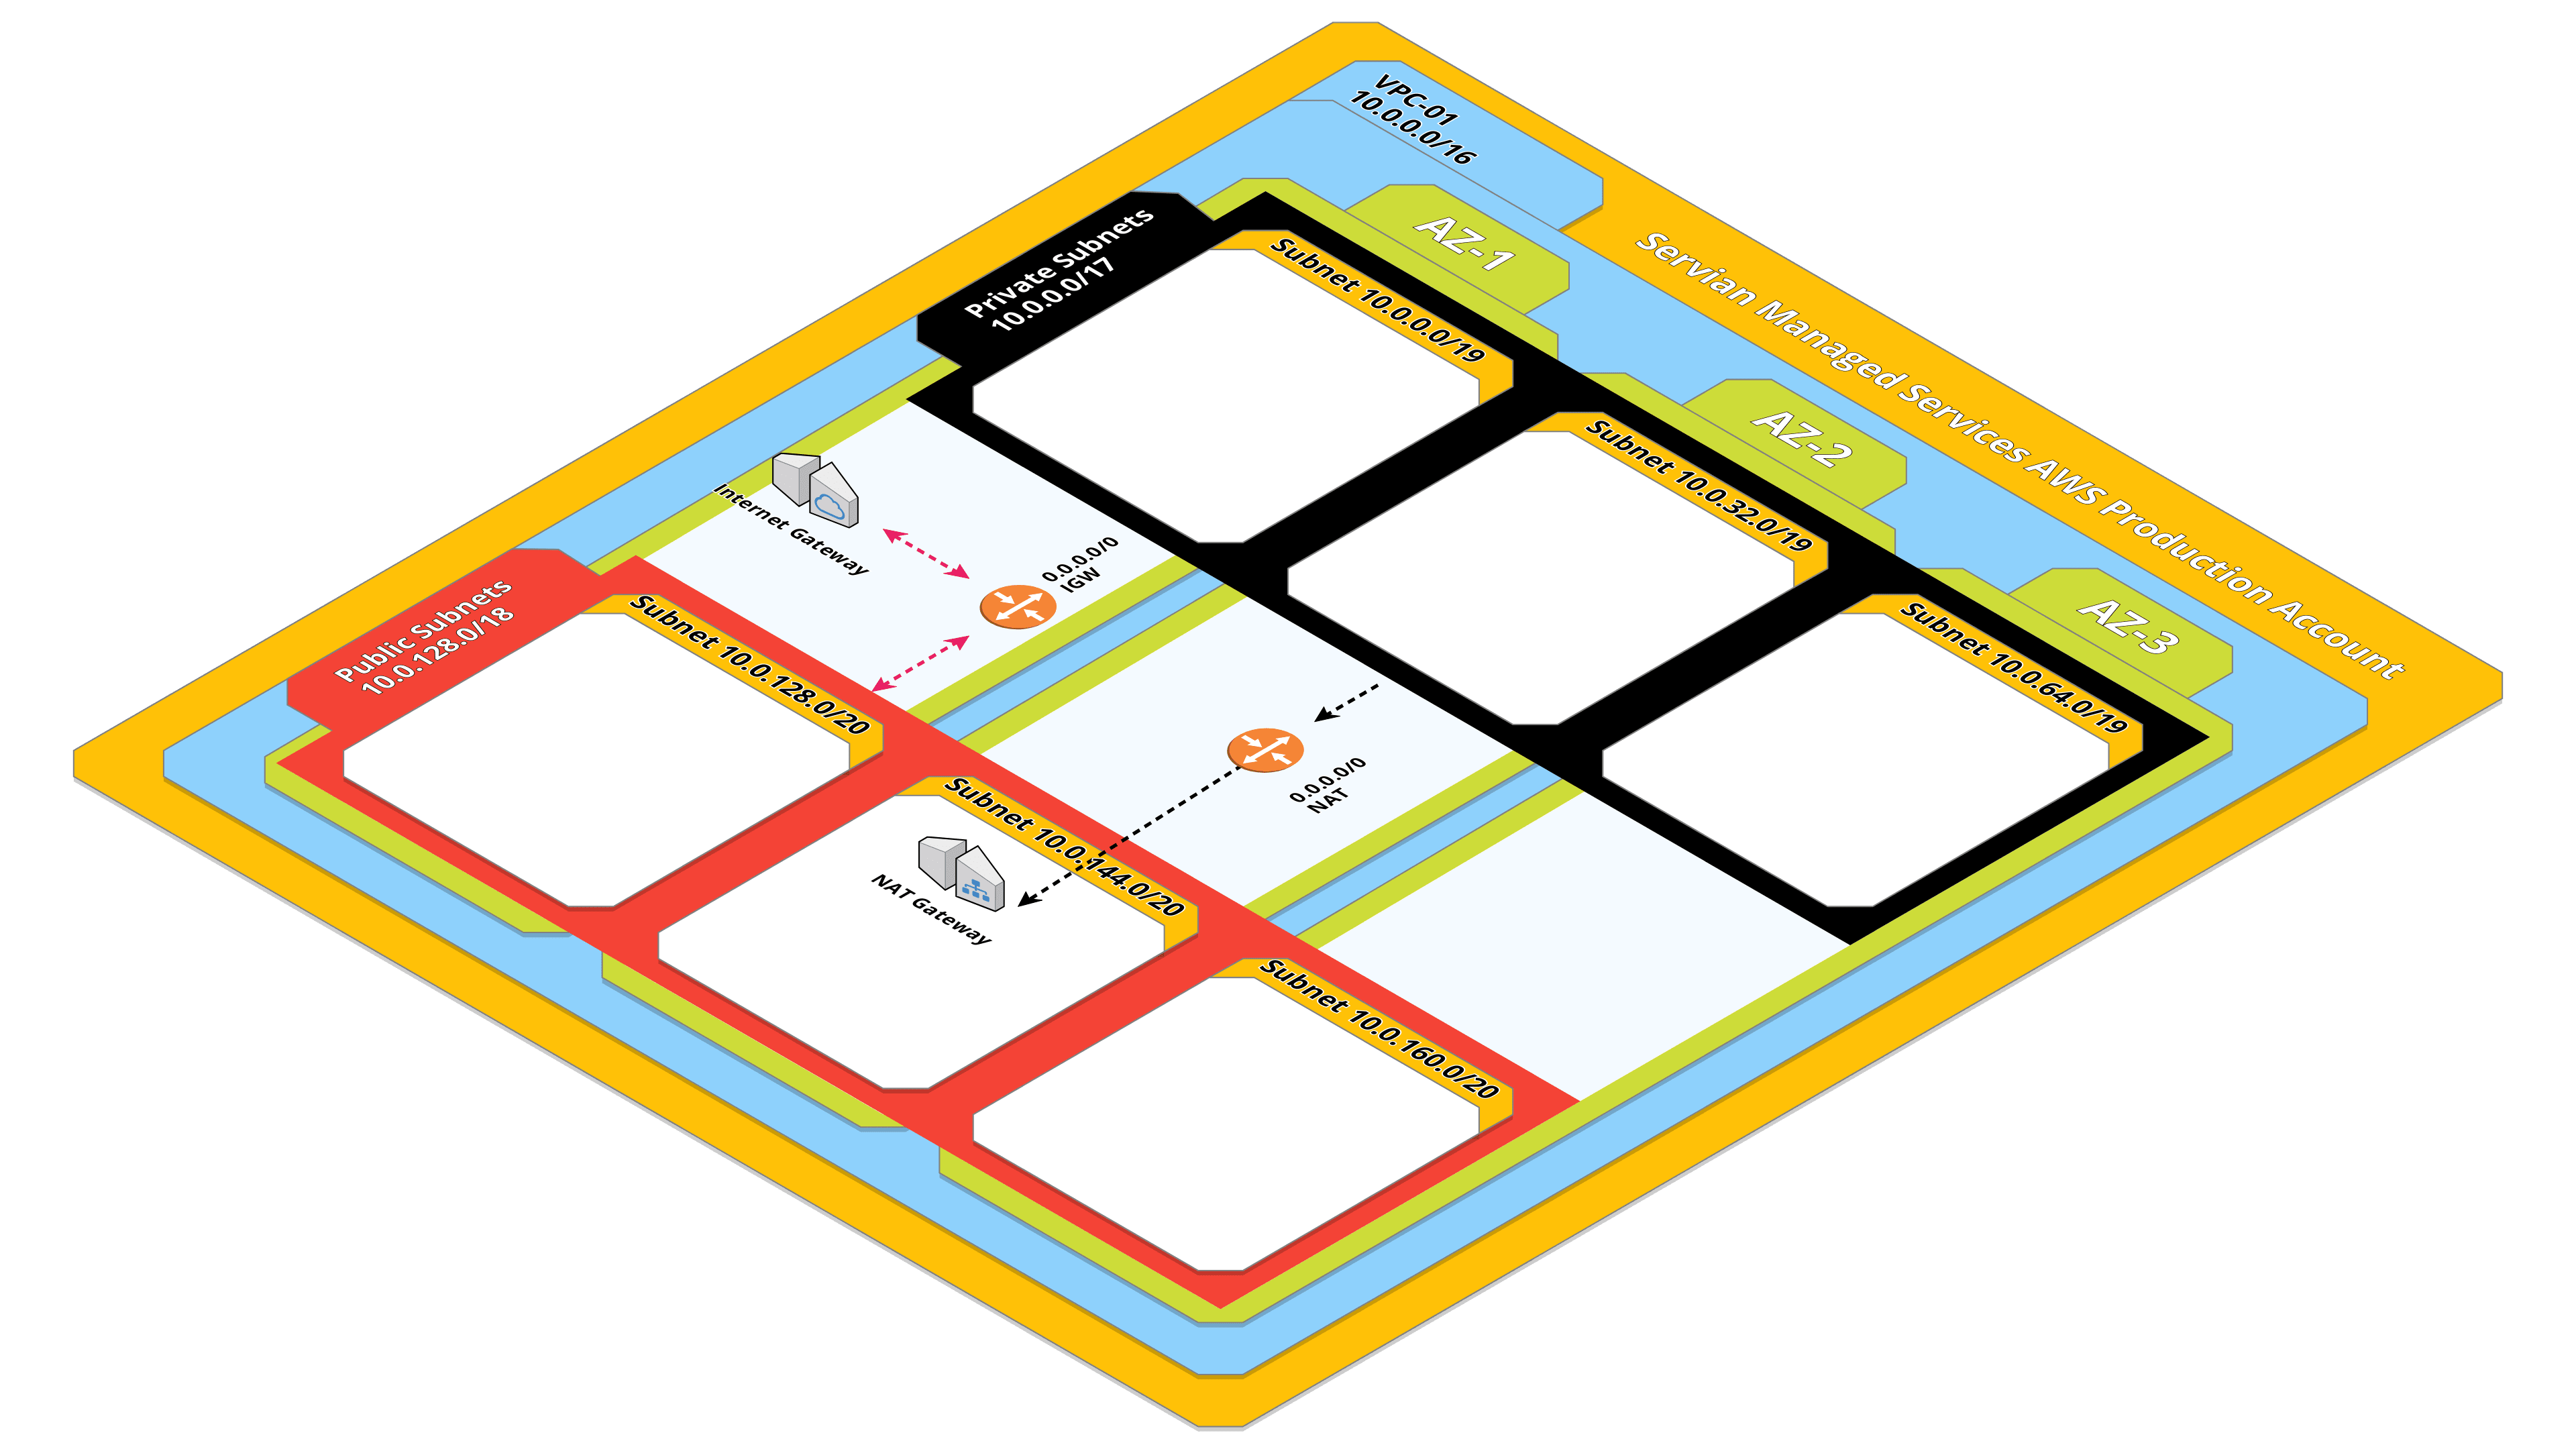 VPC-01
10.0.0.0/16
Servian Managed Services AWS Production Account
AZ-1
AZ-2
AZ-3
Private Subnets
10.0.0.0/17
Subnet 10.0.0.0/19
Subnet 10.0.32.0/19
Subnet 10.0.64.0/19
Internet Gateway
0.0.0.0/0
IGW
0.0.0.0/0
NAT
Public Subnets
10.0.128.0/18
Subnet 10.0.128.0/20
Subnet 10.0.144.0/20
NAT Gateway
Subnet 10.0.160.0/20